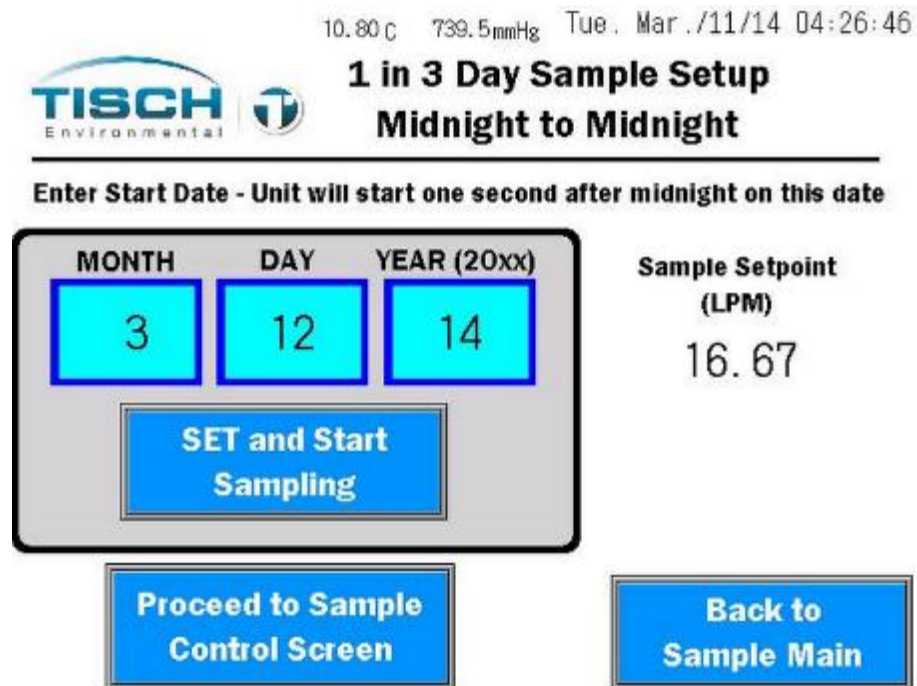 10.80 C 739.5 mmHg Tue. Mar./11/14 04:26:46
TISCH
Environmental
1 in 3 Day Sample Setup
Midnight to Midnight
Enter Start Date - Unit will start one second after midnight on this date
MONTH DAY YEAR (20xx)
3 12 14
SET and Start
Sampling
Sample Setpoint
(LPM)
16.67
Proceed to Sample
Control Screen
Back to
Sample Main